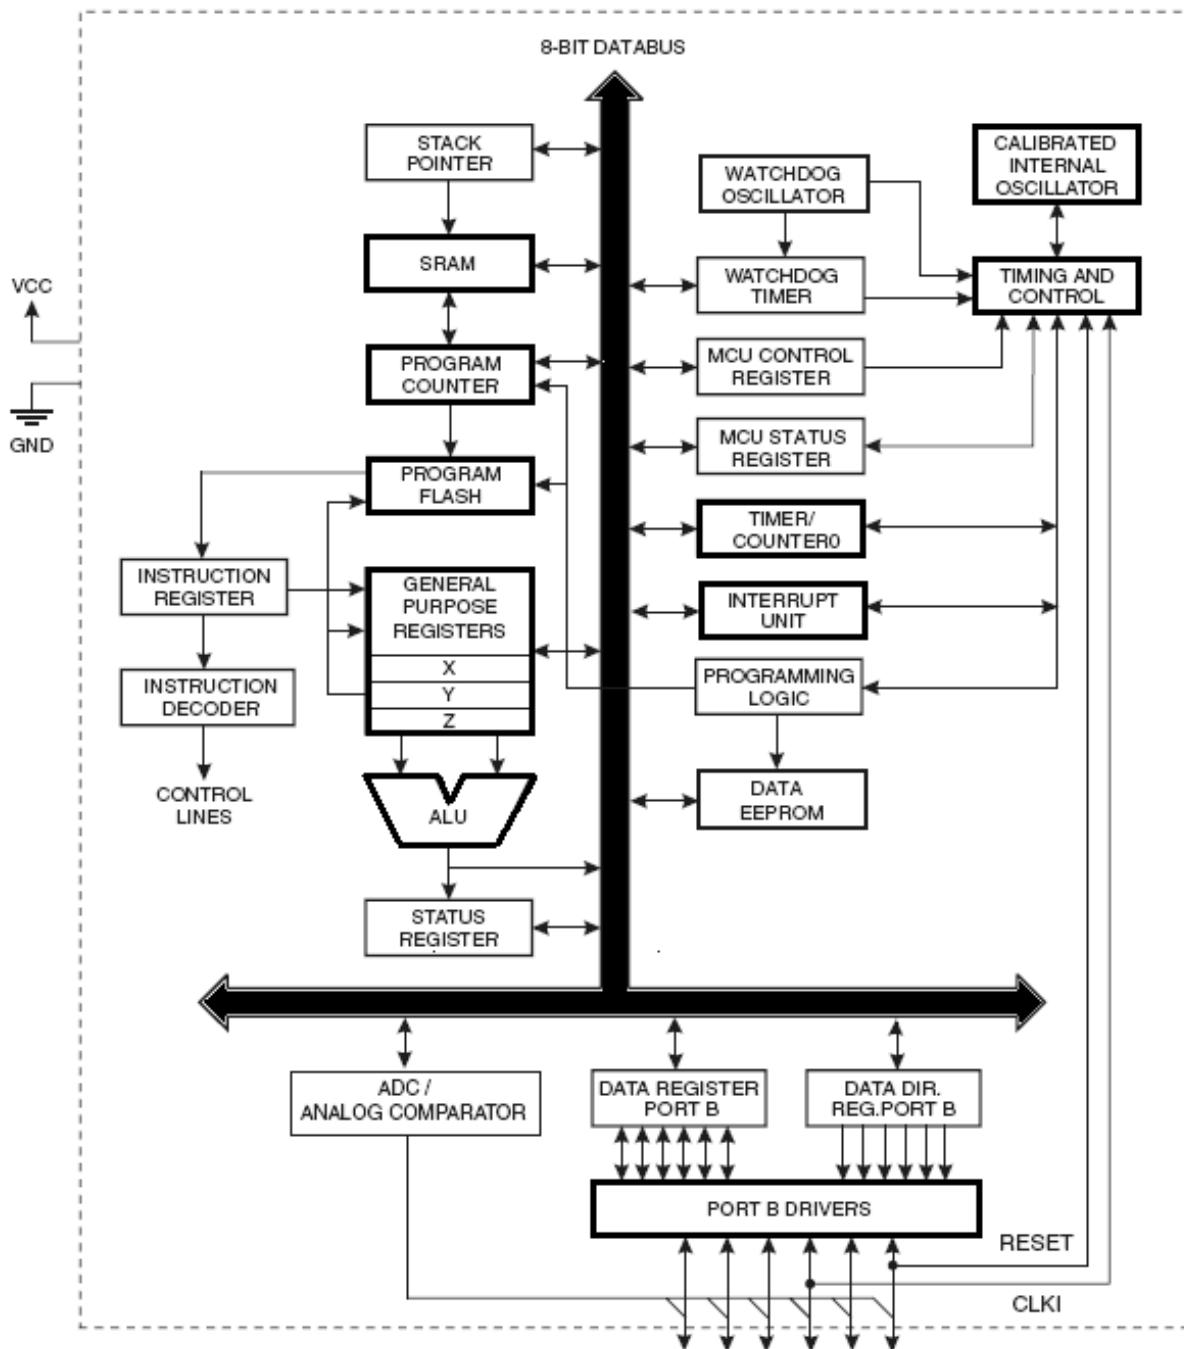 8-BIT DATABUS
STACK
POINTER
SRAM
PROGRAM
COUNTER
PROGRAM
FLASH
INSTRUCTION
REGISTER
INSTRUCTION
DECODER
CONTROL
LINES
GENERAL
PURPOSE
REGISTERS
X
Y
Z
ALU
STATUS
REGISTER
VCC
GND
WATCHDOG
OSCILLATOR
WATCHDOG
TIMER
MCU CONTROL
REGISTER
MCU STATUS
REGISTER
TIMER/
COUNTER0
INTERRUPT
UNIT
PROGRAMMING
LOGIC
DATA
EEPROM
CALIBRATED
INTERNAL
OSCILLATOR
TIMING AND
CONTROL
ADC /
ANALOG COMPARATOR
DATA REGISTER
PORT B
DATA DIR.
REG.PORT B
PORT B DRIVERS
RESET
CLKI